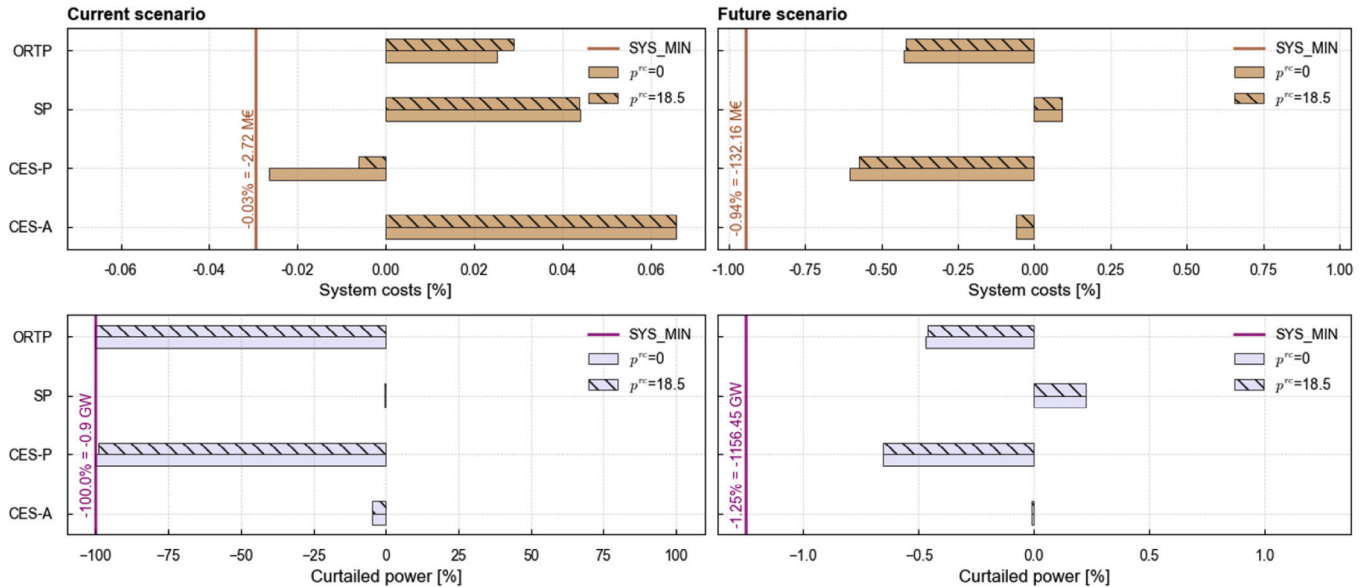 Current scenario
ORTP
SP
CES-P
CES-A
-0.03% = -2.72 M€
SYS_MIN
p^rc=0
p^rc=18.5
-0.06 -0.04 -0.02 0.00 0.02 0.04 0.06
System costs [%]
Future scenario
-0.94% = -132.16 M€
SYS_MIN
p^rc=0
p^rc=18.5
-1.00 -0.75 -0.50 -0.25 0.00 0.25 0.50 0.75 1.00
System costs [%]
ORTP
SP
CES-P
CES-A
-100.0% = -0.9 GW
SYS_MIN
p^rc=0
p^rc=18.5
−100 −75 −50 −25 0 25 50 75 100
Curtailed power [%]
-1.25% = -1156.45 GW
SYS_MIN
p^rc=0
p^rc=18.5
−1.0 −0.5 0.0 0.5 1.0
Curtailed power [%]